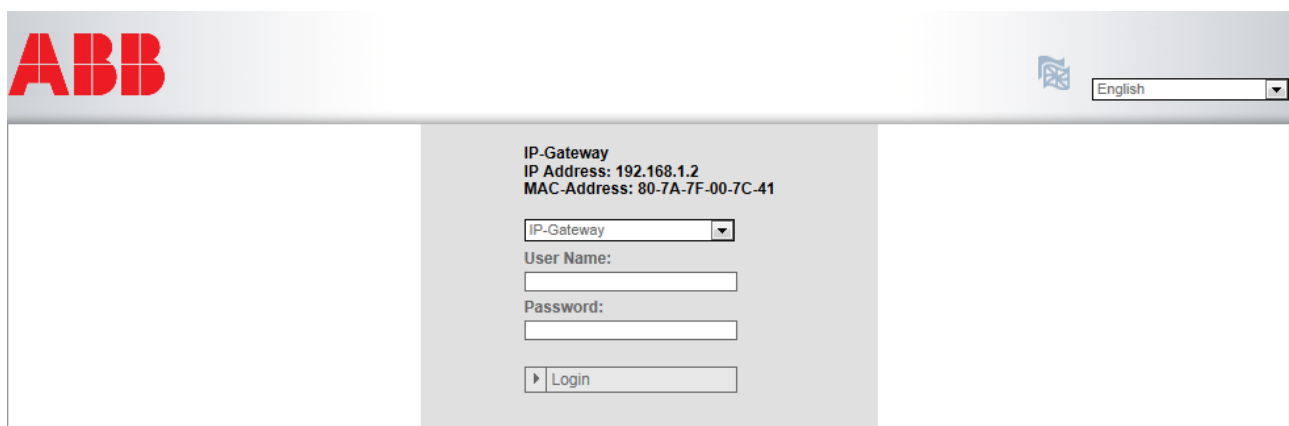 ABB
English
IP-Gateway
IP Address: 192.168.1.2
MAC-Address: 80-7A-7F-00-7C-41
IP-Gateway
User Name:
Password:
Login